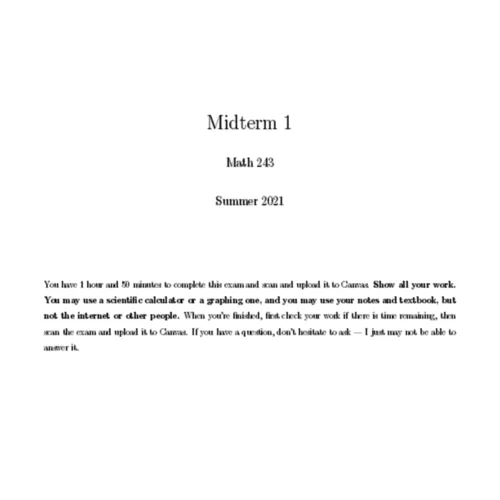 Midterm 1
Math 243
Summer 2021
You have 1 hour and 50 minutes to complete this exam and scan and upload it to Canvas. Show all your work.
You may use a scientific calculator or a graphing one, and you may use your notes and textbook, but
not the internet or other people. When you're finished, first check your work if there is time remaining, then
scan the exam and upload it to Canvas. If you have a question, don't hesitate to ask — I just may not be able to
answer it.